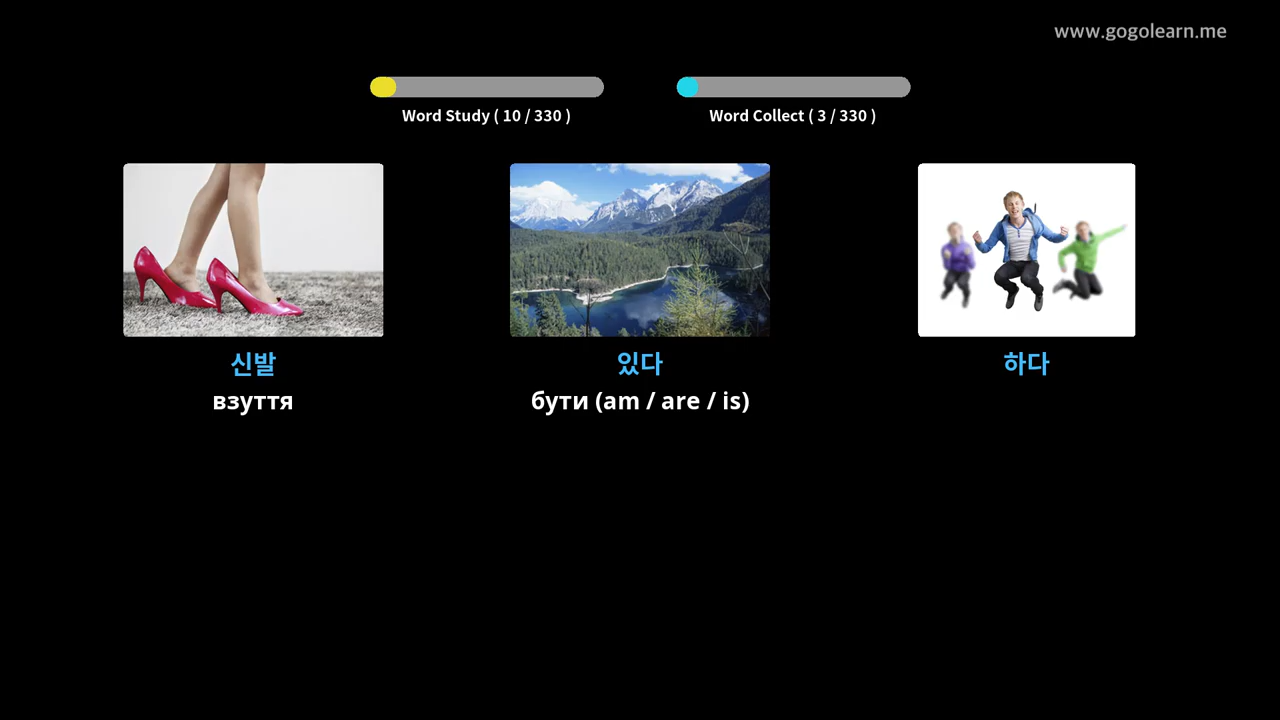 www.gogolearn.me
Word Study ( 10 / 330 )
Word Collect ( 3 / 330 )
신발
있다
하다
взуття
бути (am / are / is)